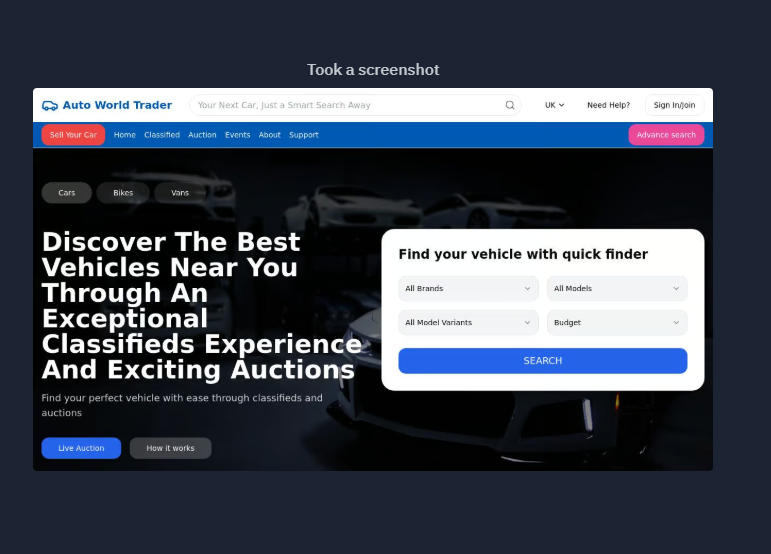 Took a screenshot
Auto World Trader
Your Next Car, Just a Smart Search Away
UK
Need Help?
Sign In/Join
Sell Your Car
Home
Classified
Auction
Events
About
Support
Advance search
Cars
Bikes
Vans
Discover The Best
Vehicles Near You
Through An
Exceptional
Classifieds Experience
And Exciting Auctions
Find your perfect vehicle with ease through classifieds and
auctions
Live Auction
How it works
Find your vehicle with quick finder
All Brands
All Models
All Model Variants
Budget
SEARCH